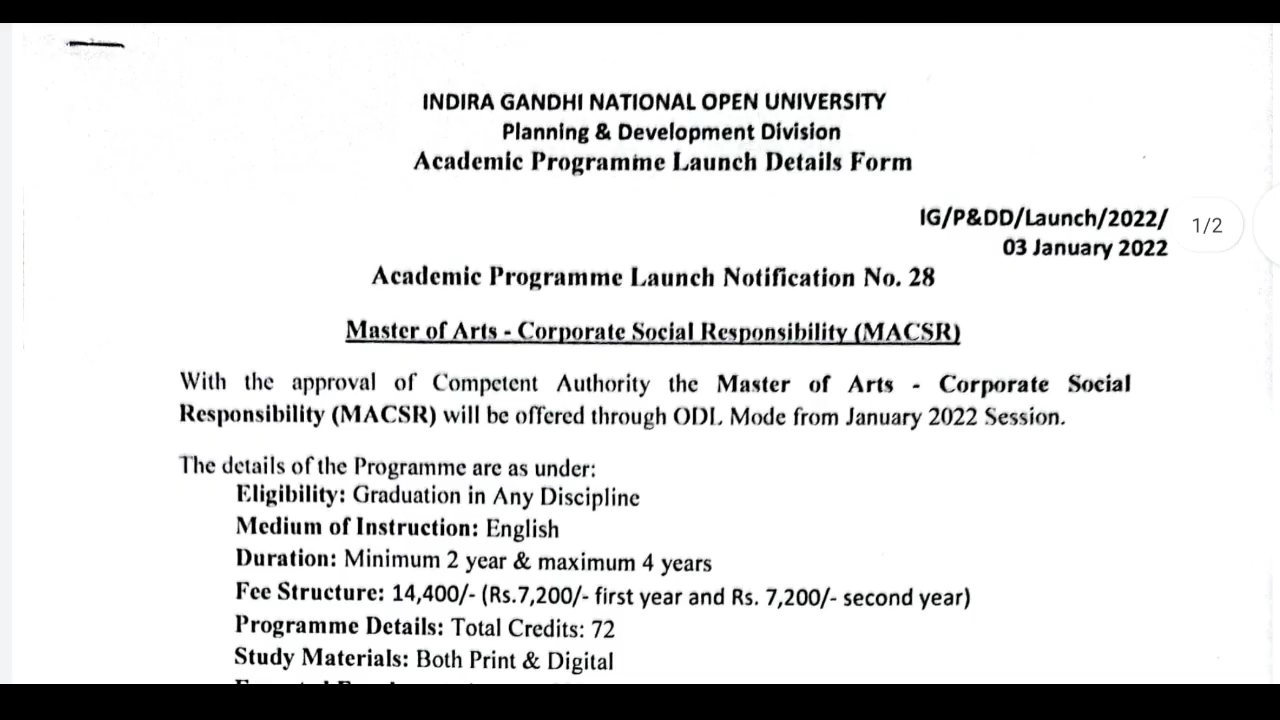 INDIRA GANDHI NATIONAL OPEN UNIVERSITY
Planning & Development Division
Academic Programme Launch Details Form
IG/P&DD/Launch/2022/
1/2
03 January 2022
Academic Programme Launch Notification No. 28
Master of Arts - Corporate Social Responsibility (MACSR)
With the approval of Competent Authority the Master of Arts - Corporate Social
Responsibility (MACSR) will be offered through ODL Mode from January 2022 Session.
The details of the Programme are as under:
Eligibility: Graduation in Any Discipline
Medium of Instruction: English
Duration: Minimum 2 year & maximum 4 years
Fee Structure: 14,400/- (Rs.7,200/- first year and Rs. 7,200/- second year)
Programme Details: Total Credits: 72
Study Materials: Both Print & Digital